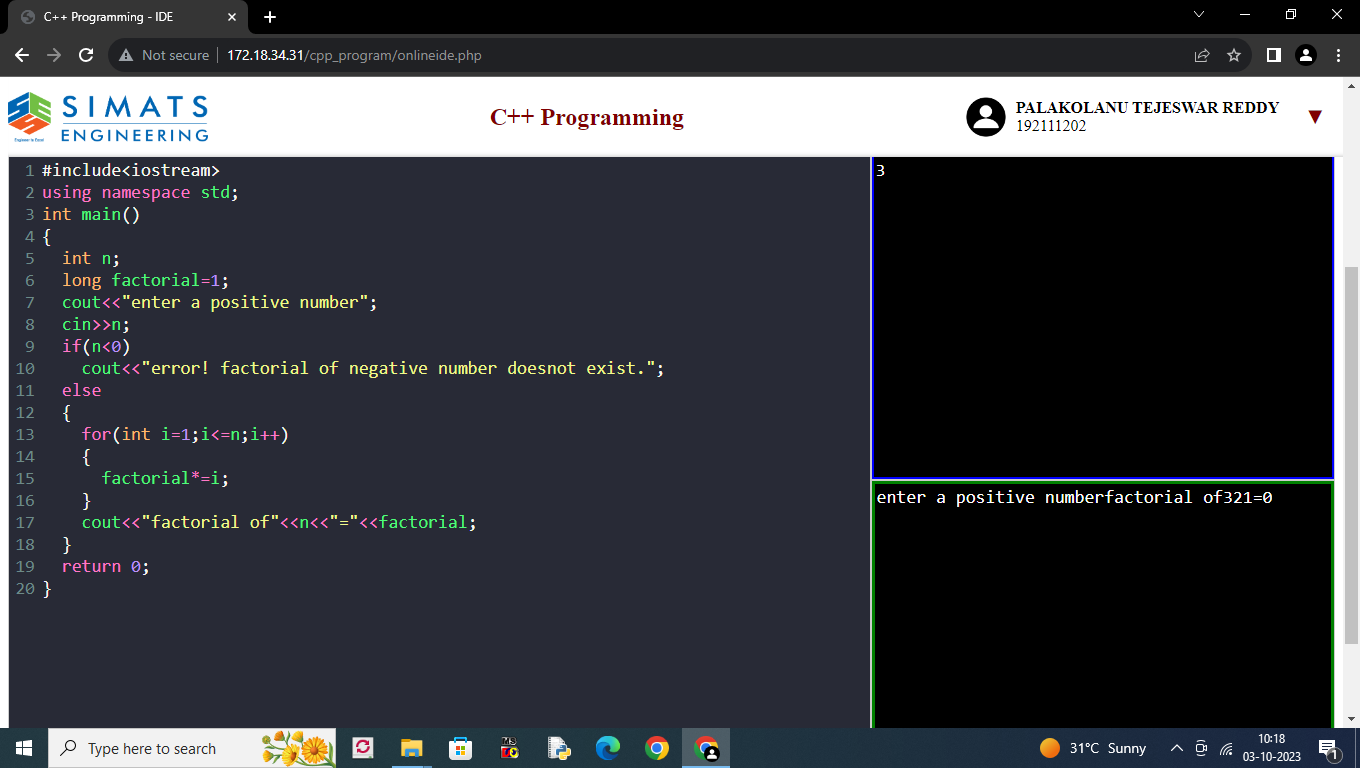 C++ Programming - IDE
Not secure 172.18.34.31/cpp_program/onlineide.php
SIMATS
ENGINEERING
Engineer to Excel
C++ Programming
PALAKOLANU TEJESWAR REDDY
192111202
1 #include<iostream>
2 using namespace std;
3 int main()
4 {
5 int n;
6 long factorial=1;
7 cout<<"enter a positive number";
8 cin>>n;
9 if(n<0)
10 cout<<"error! factorial of negative number doesnot exist.";
11 else
12 {
13 for(int i=1;i<=n;i++)
14 {
15 factorial*=i;
16 }
17 cout<<"factorial of"<<n<<"="<<factorial;
18 }
19 return 0;
20 }
3
enter a positive numberfactorial of321=0
Type here to search
31°C Sunny
10:18
03-10-2023
1